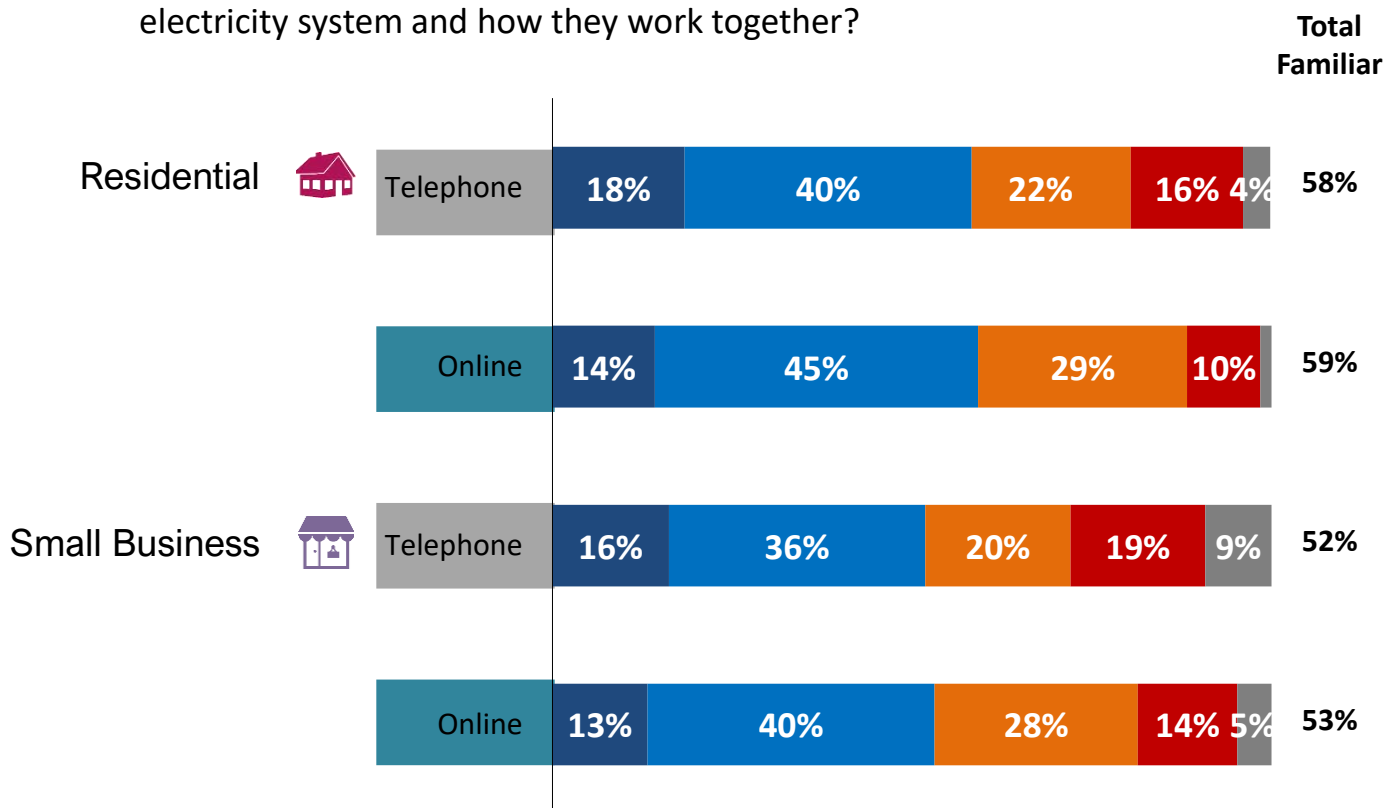 electricity system and how they work together?
Total
Familiar
Residential
Telephone
18% 40% 22% 16% 4% 58%
Online
14% 45% 29% 10% 59%
Small Business
Telephone
16% 36% 20% 19% 9% 52%
Online
13% 40% 28% 14% 5% 53%